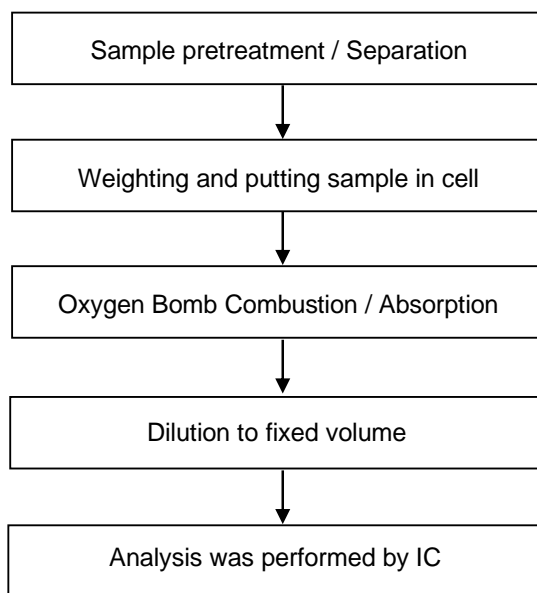 Sample pretreatment / Separation
Weighting and putting sample in cell
Oxygen Bomb Combustion / Absorption
Dilution to fixed volume
Analysis was performed by IC